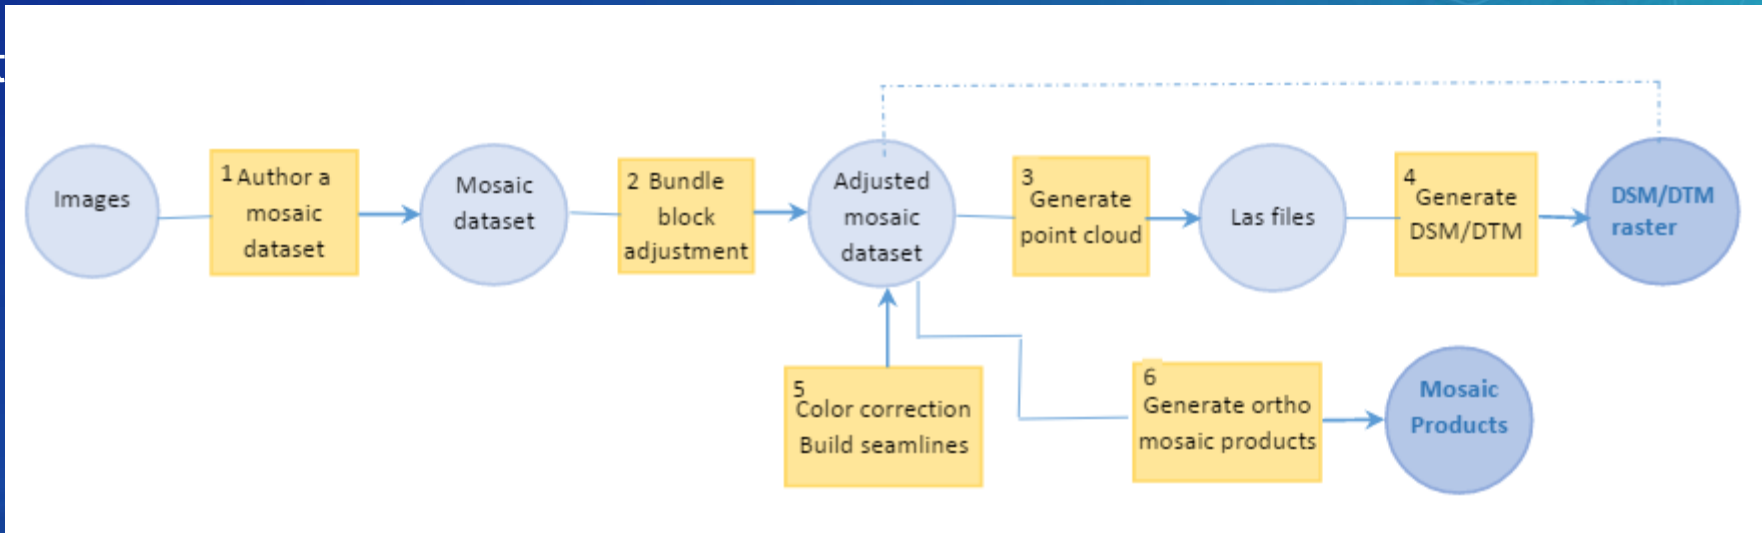 Images
1 Author a
mosaic
dataset
Mosaic
dataset
2 Bundle
block
adjustment
Adjusted
mosaic
dataset
3
Generate
point cloud
Las files
4
Generate
DSM/DTM
DSM/DTM
raster
5
Color correction
Build seamlines
6
Generate ortho
mosaic products
Mosaic
Products